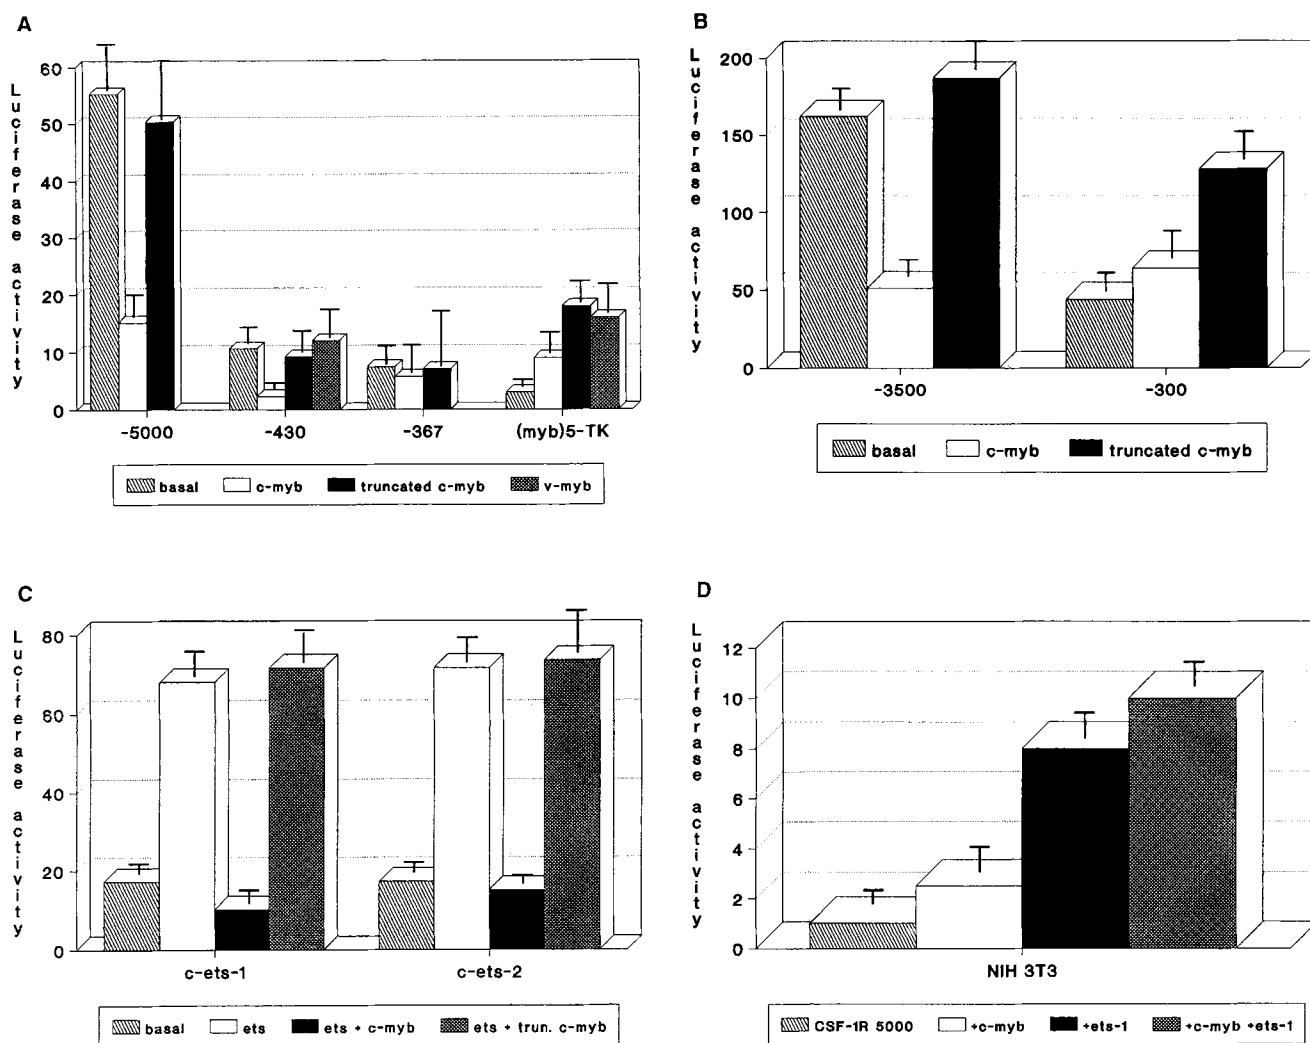 A
Luciferase activity
60
50
40
30
20
10
0
-5000
-430
-367
(myb)5-TK
basal
c-myb
truncated c-myb
v-myb
B
Luciferase activity
200
150
100
50
0
-3500
-300
basal
c-myb
truncated c-myb
C
Luciferase activity
80
60
40
20
0
c-ets-1
c-ets-2
basal
ets
ets + c-myb
ets + trun. c-myb
D
Luciferase activity
12
10
8
6
4
2
0
NIH 3T3
CSF-1R 5000
+c-myb
+ets-1
+c-myb +ets-1